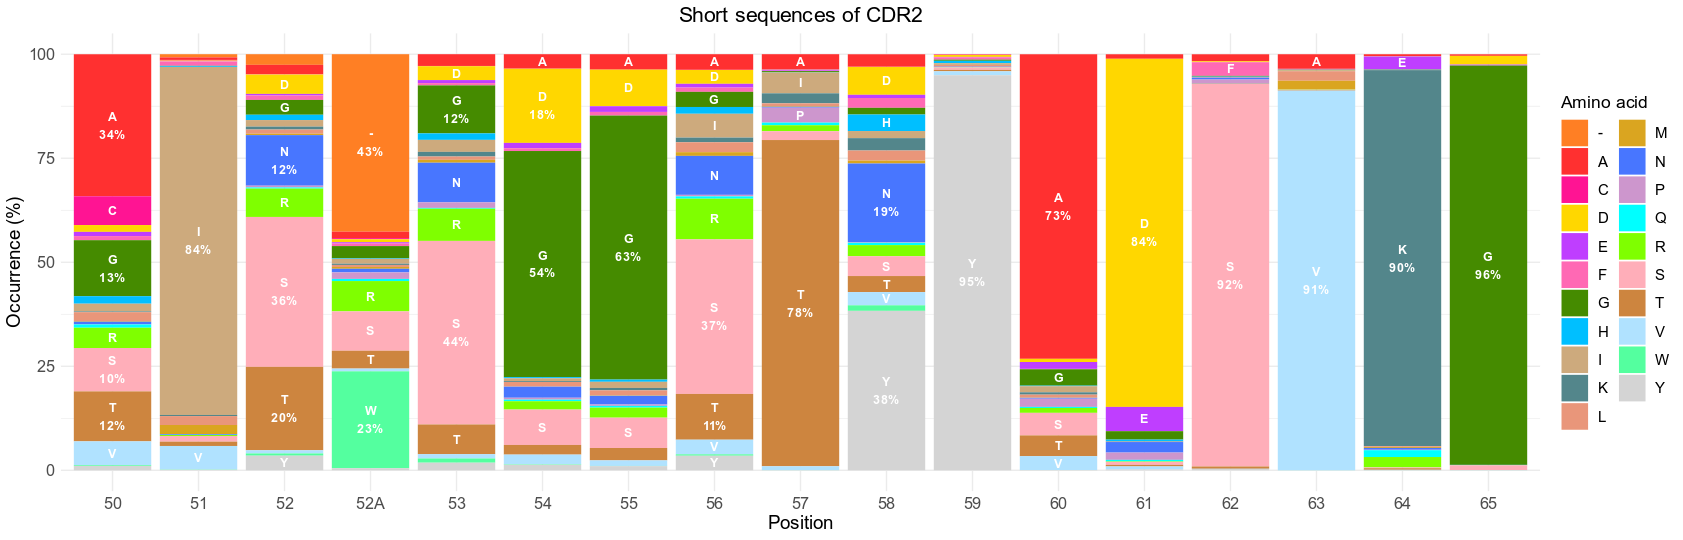 Short sequences of CDR2
Occurrence (%)
100
75
50
25
0
A
34%
C
G
13%
R
S
10%
T
12%
V
I
84%
V
D
G
N
12%
R
S
36%
T
20%
Y
-
43%
R
S
T
W
23%
D
G
12%
N
R
S
44%
T
A
D
18%
G
54%
S
A
D
G
63%
S
A
D
G
I
N
R
S
37%
T
11%
V
Y
A
I
P
T
78%
D
H
N
19%
S
T
V
Y
38%
Y
95%
A
73%
G
S
T
V
D
84%
E
F
S
92%
A
V
91%
E
K
90%
G
96%
50 51 52 52A 53 54 55 56 57 58 59 60 61 62 63 64 65
Position
Amino acid
- M
A N
C P
D Q
E R
F S
G T
H V
I W
K Y
L